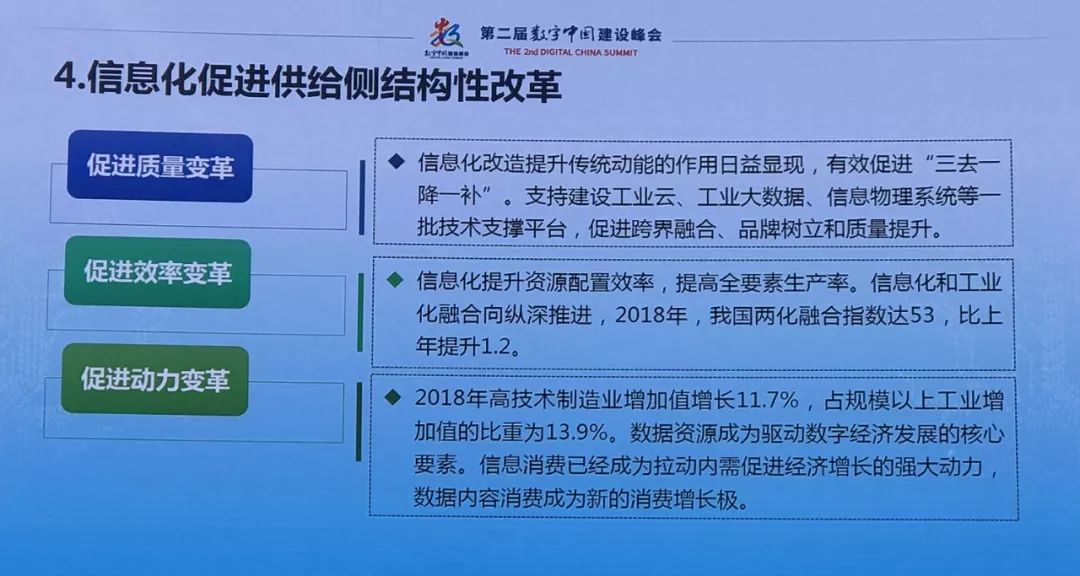 第二届数字中国建设峰会
数字中国建设峰会
THE 2nd DIGITAL CHINA SUMMIT
4.信息化促进供给侧结构性改革
促进质量变革
◆ 信息化改造提升传统动能的作用日益显现，有效促进“三去一
降一补”。支持建设工业云、工业大数据、信息物理系统等一
批技术支撑平台，促进跨界融合、品牌树立和质量提升。
促进效率变革
◆ 信息化提升资源配置效率，提高全要素生产率。信息化和工业
化融合向纵深推进，2018年，我国两化融合指数达53，比上
年提升1.2。
促进动力变革
◆ 2018年高技术制造业增加值增长11.7%，占规模以上工业增
加值的比重为13.9%。数据资源成为驱动数字经济发展的核心
要素。信息消费已经成为拉动内需促进经济增长的强大动力，
数据内容消费成为新的消费增长极。